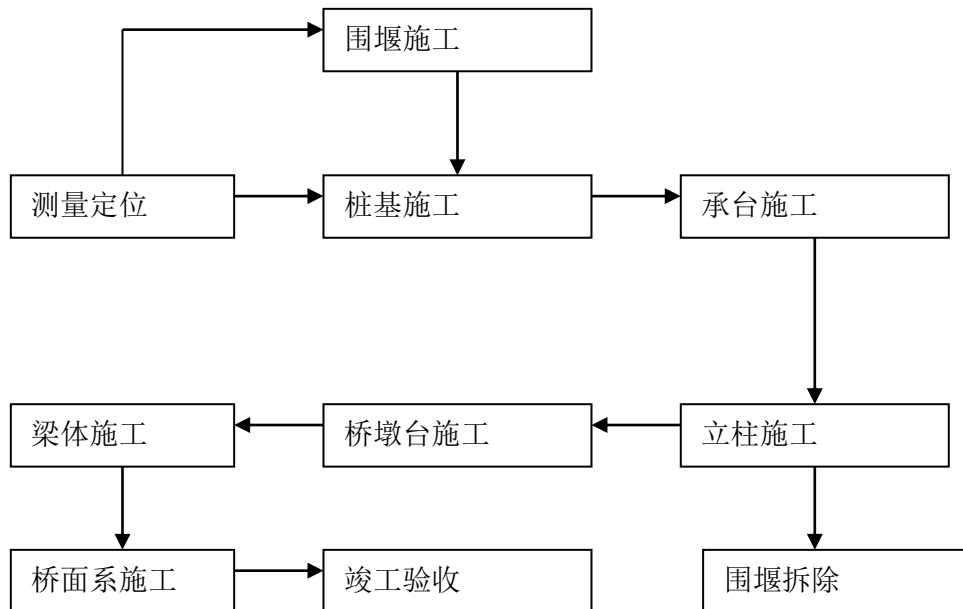 围堰施工
测量定位
桩基施工
承台施工
梁体施工
桥墩台施工
立柱施工
桥面系施工
竣工验收
围堰拆除